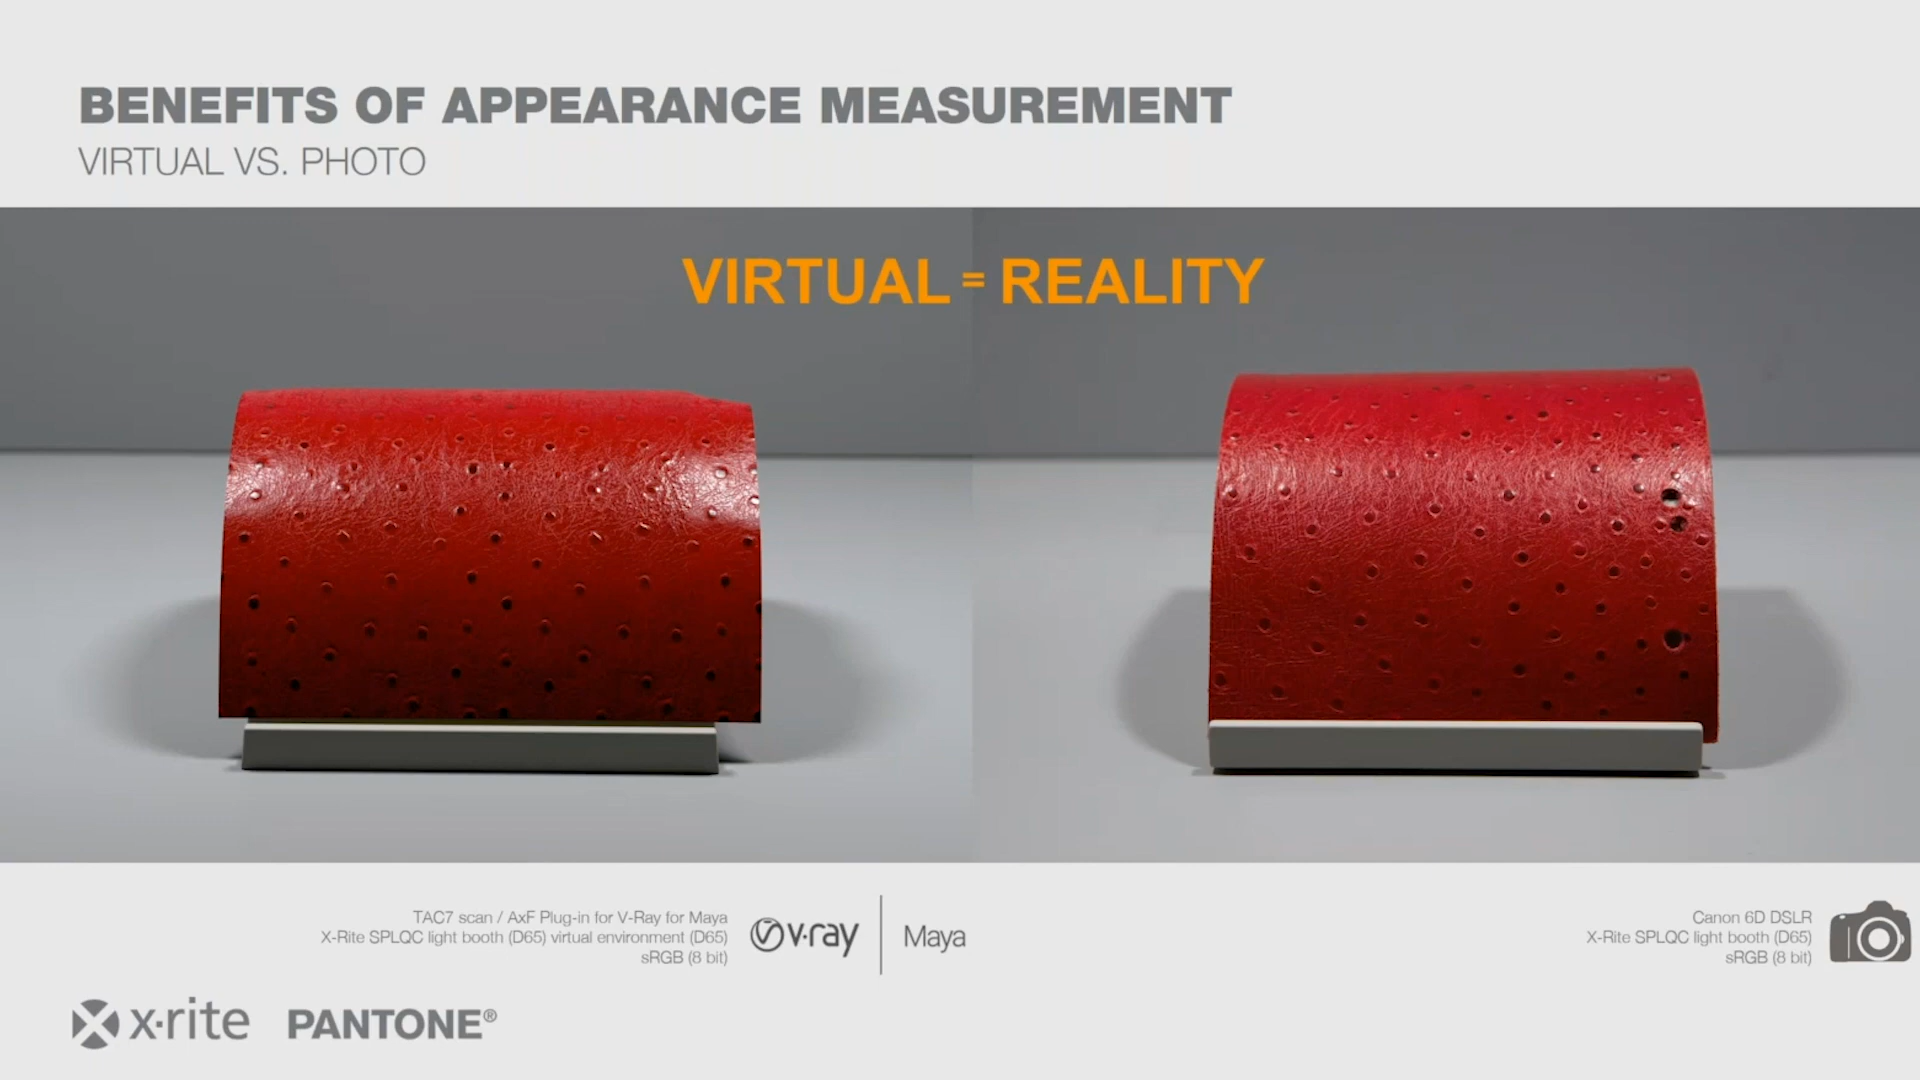 BENEFITS OF APPEARANCE MEASUREMENT
VIRTUAL VS. PHOTO
VIRTUAL = REALITY
TAC7 scan / AxF Plug-in for V-Ray for Maya
X-Rite SPLQC light booth (D65) virtual environment (D65)
sRGB (8 bit)
v·ray
Maya
Canon 6D DSLR
X-Rite SPLQC light booth (D65)
sRGB (8 bit)
x·rite PANTONE®